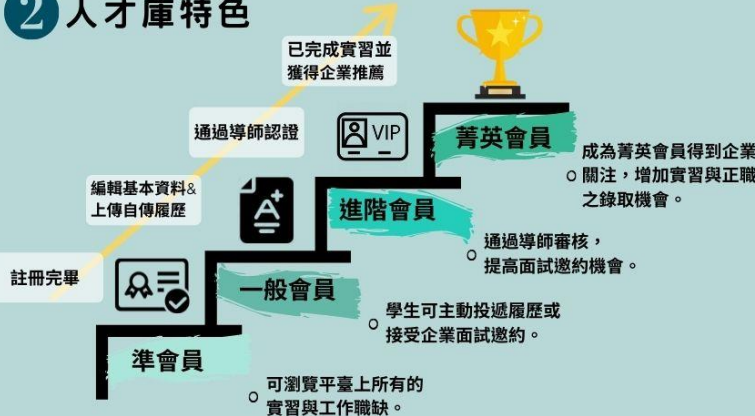 2 人才庫特色
已完成實習並
獲得企業推薦
通過導師認證
VIP
菁英會員
成為菁英會員得到企業
關注，增加實習與正職
之錄取機會。
編輯基本資料&
上傳自傳履歷
A+
進階會員
通過導師審核，
提高面試邀約機會。
註冊完畢
一般會員
學生可主動投遞履歷或
接受企業面試邀約。
準會員
可瀏覽平臺上所有的
實習與工作職缺。